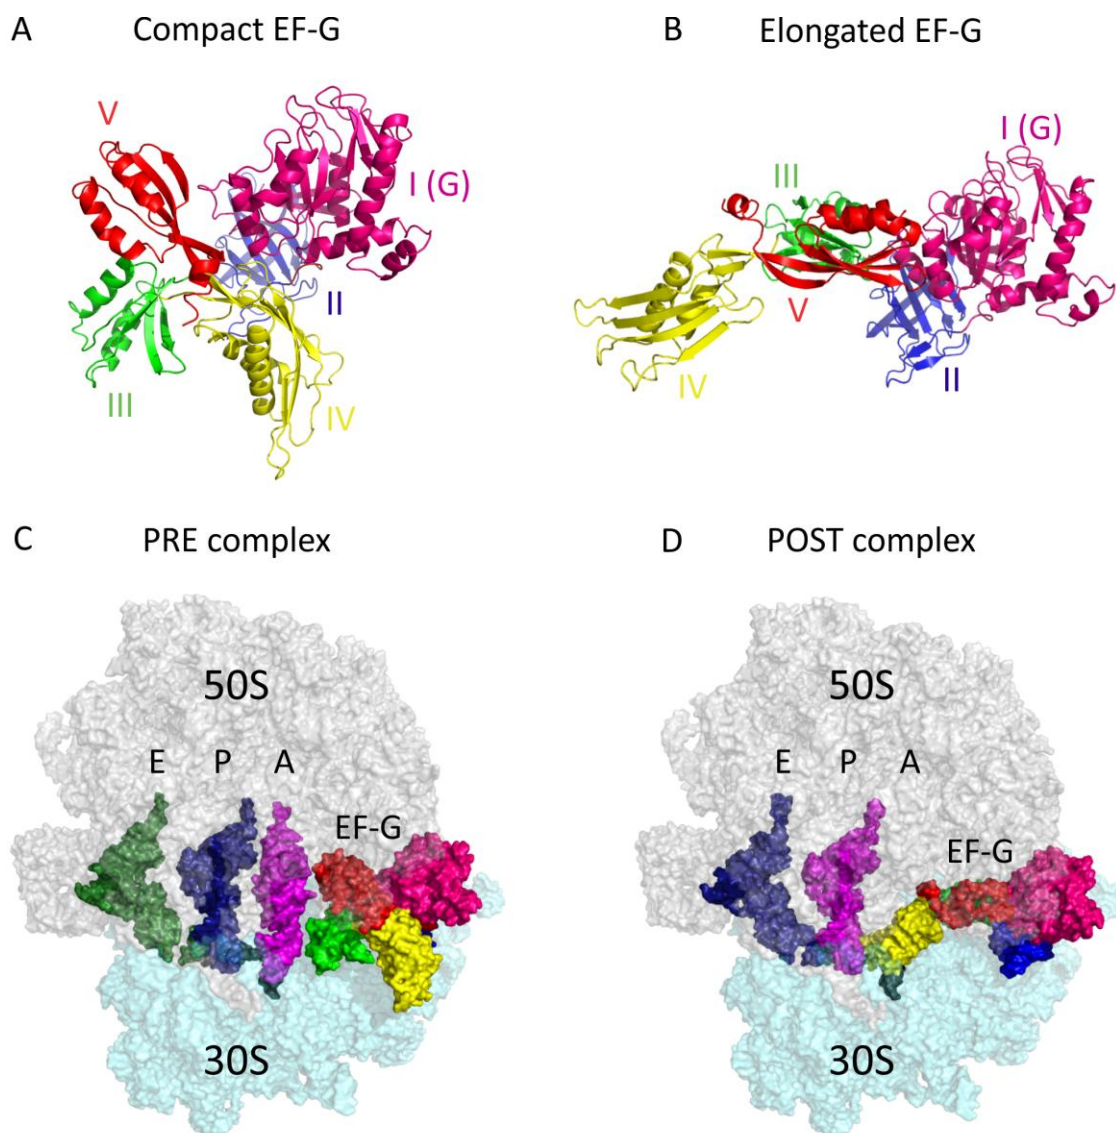 A Compact EF-G
B Elongated EF-G
V
I (G)
II
III
IV
I (G)
III
V
IV
II
C PRE complex
D POST complex
50S
E P A
EF-G
30S
50S
E P A
EF-G
30S